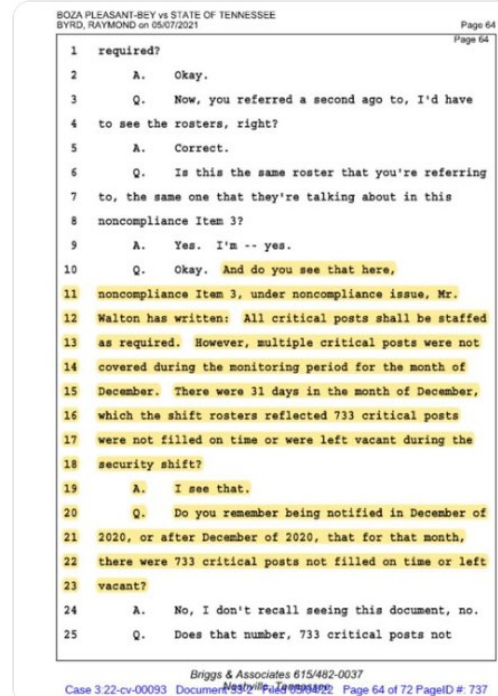 BOZA PLEASANT-BEY vs STATE OF TENNESSEE
BYRD, RAYMOND on 05/07/2021 Page 64
Page 64
1 required?
2 A. Okay.
3 Q. Now, you referred a second ago to, I'd have
4 to see the rosters, right?
5 A. Correct.
6 Q. Is this the same roster that you're referring
7 to, the same one that they're talking about in this
8 noncompliance Item 3?
9 A. Yes. I'm -- yes.
10 Q. Okay. And do you see that here,
11 noncompliance Item 3, under noncompliance issue, Mr.
12 Walton has written: All critical posts shall be staffed
13 as required. However, multiple critical posts were not
14 covered during the monitoring period for the month of
15 December. There were 31 days in the month of December,
16 which the shift rosters reflected 733 critical posts
17 were not filled on time or were left vacant during the
18 security shift?
19 A. I see that.
20 Q. Do you remember being notified in December of
21 2020, or after December of 2020, that for that month,
22 there were 733 critical posts not filled on time or left
23 vacant?
24 A. No, I don't recall seeing this document, no.
25 Q. Does that number, 733 critical posts not
Briggs & Associates 615/482-0037
Nashville, Tennessee
Case 3:22-cv-00093 Document 33-2 Filed 05/04/22 Page 64 of 72 PageID #: 737